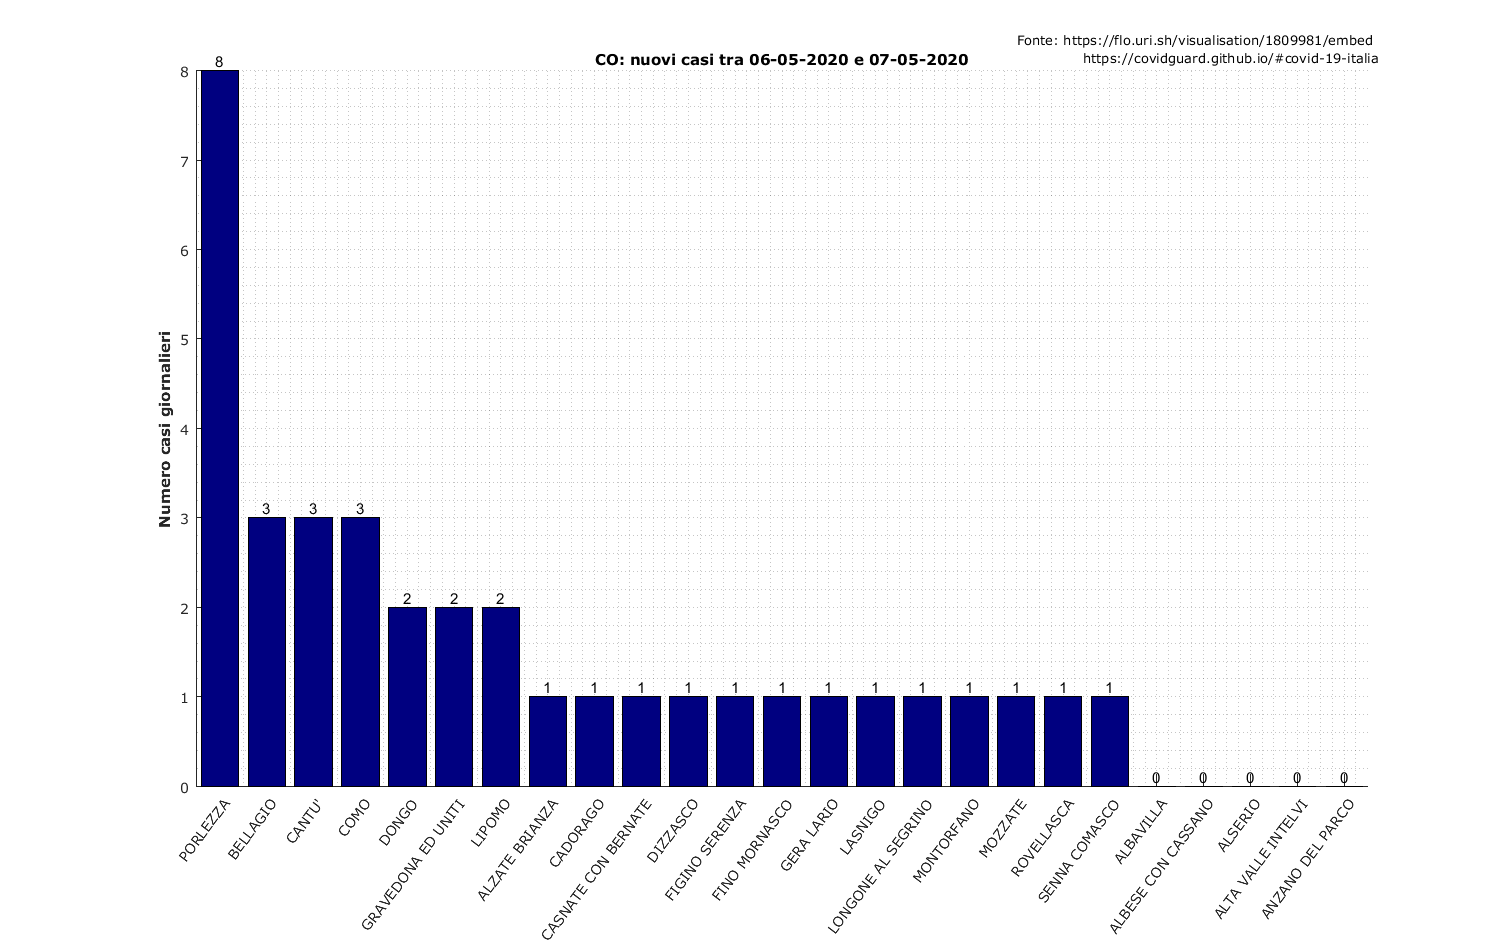 Fonte: https://flo.uri.sh/visualisation/1809981/embed
https://covidguard.github.io/#covid-19-italia
CO: nuovi casi tra 06-05-2020 e 07-05-2020
Numero casi giornalieri
8
7
6
5
4
3
2
1
0
8
3
3
3
2
2
2
1
1
1
1
1
1
1
1
1
1
1
1
1
0
0
0
0
0
PORLEZZA
BELLAGIO
CANTU'
COMO
DONGO
GRAVEDONA ED UNITI
LIPOMO
ALZATE BRIANZA
CADORAGO
CASNATE CON BERNATE
DIZZASCO
FIGINO SERENZA
FINO MORNASCO
GERA LARIO
LASNIGO
LONGONE AL SEGRINO
MONTORFANO
MOZZATE
ROVELLASCA
SENNA COMASCO
ALBAVILLA
ALBESE CON CASSANO
ALSERIO
ALTA VALLE INTELVI
ANZANO DEL PARCO